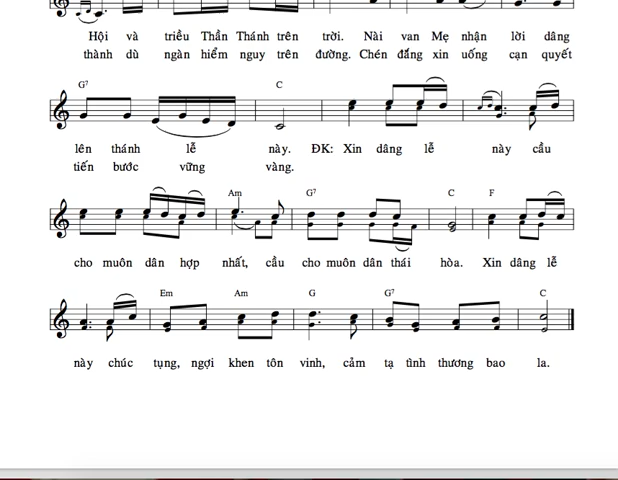 Hội và triều Thần Thánh trên trời. Nài van Mẹ nhận lời dâng
thành dù ngàn hiểm nguy trên đường. Chén đắng xin uống cạn quyết
G7 C
lên thánh lễ này. ĐK: Xin dâng lễ này cầu
tiến bước vững vàng.
Am G7 C F
cho muôn dân hợp nhất, cầu cho muôn dân thái hòa. Xin dâng lễ
Em Am G G7 C
này chúc tụng, ngợi khen tôn vinh, cảm tạ tình thương bao la.